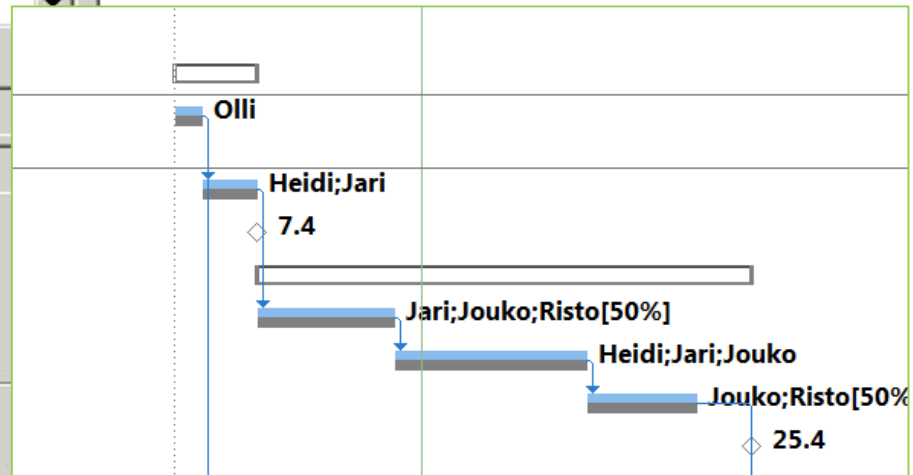 Olli
Heidi;Jari
7.4
Jari;Jouko;Risto[50%]
Heidi;Jari;Jouko
Jouko;Risto[50%
25.4